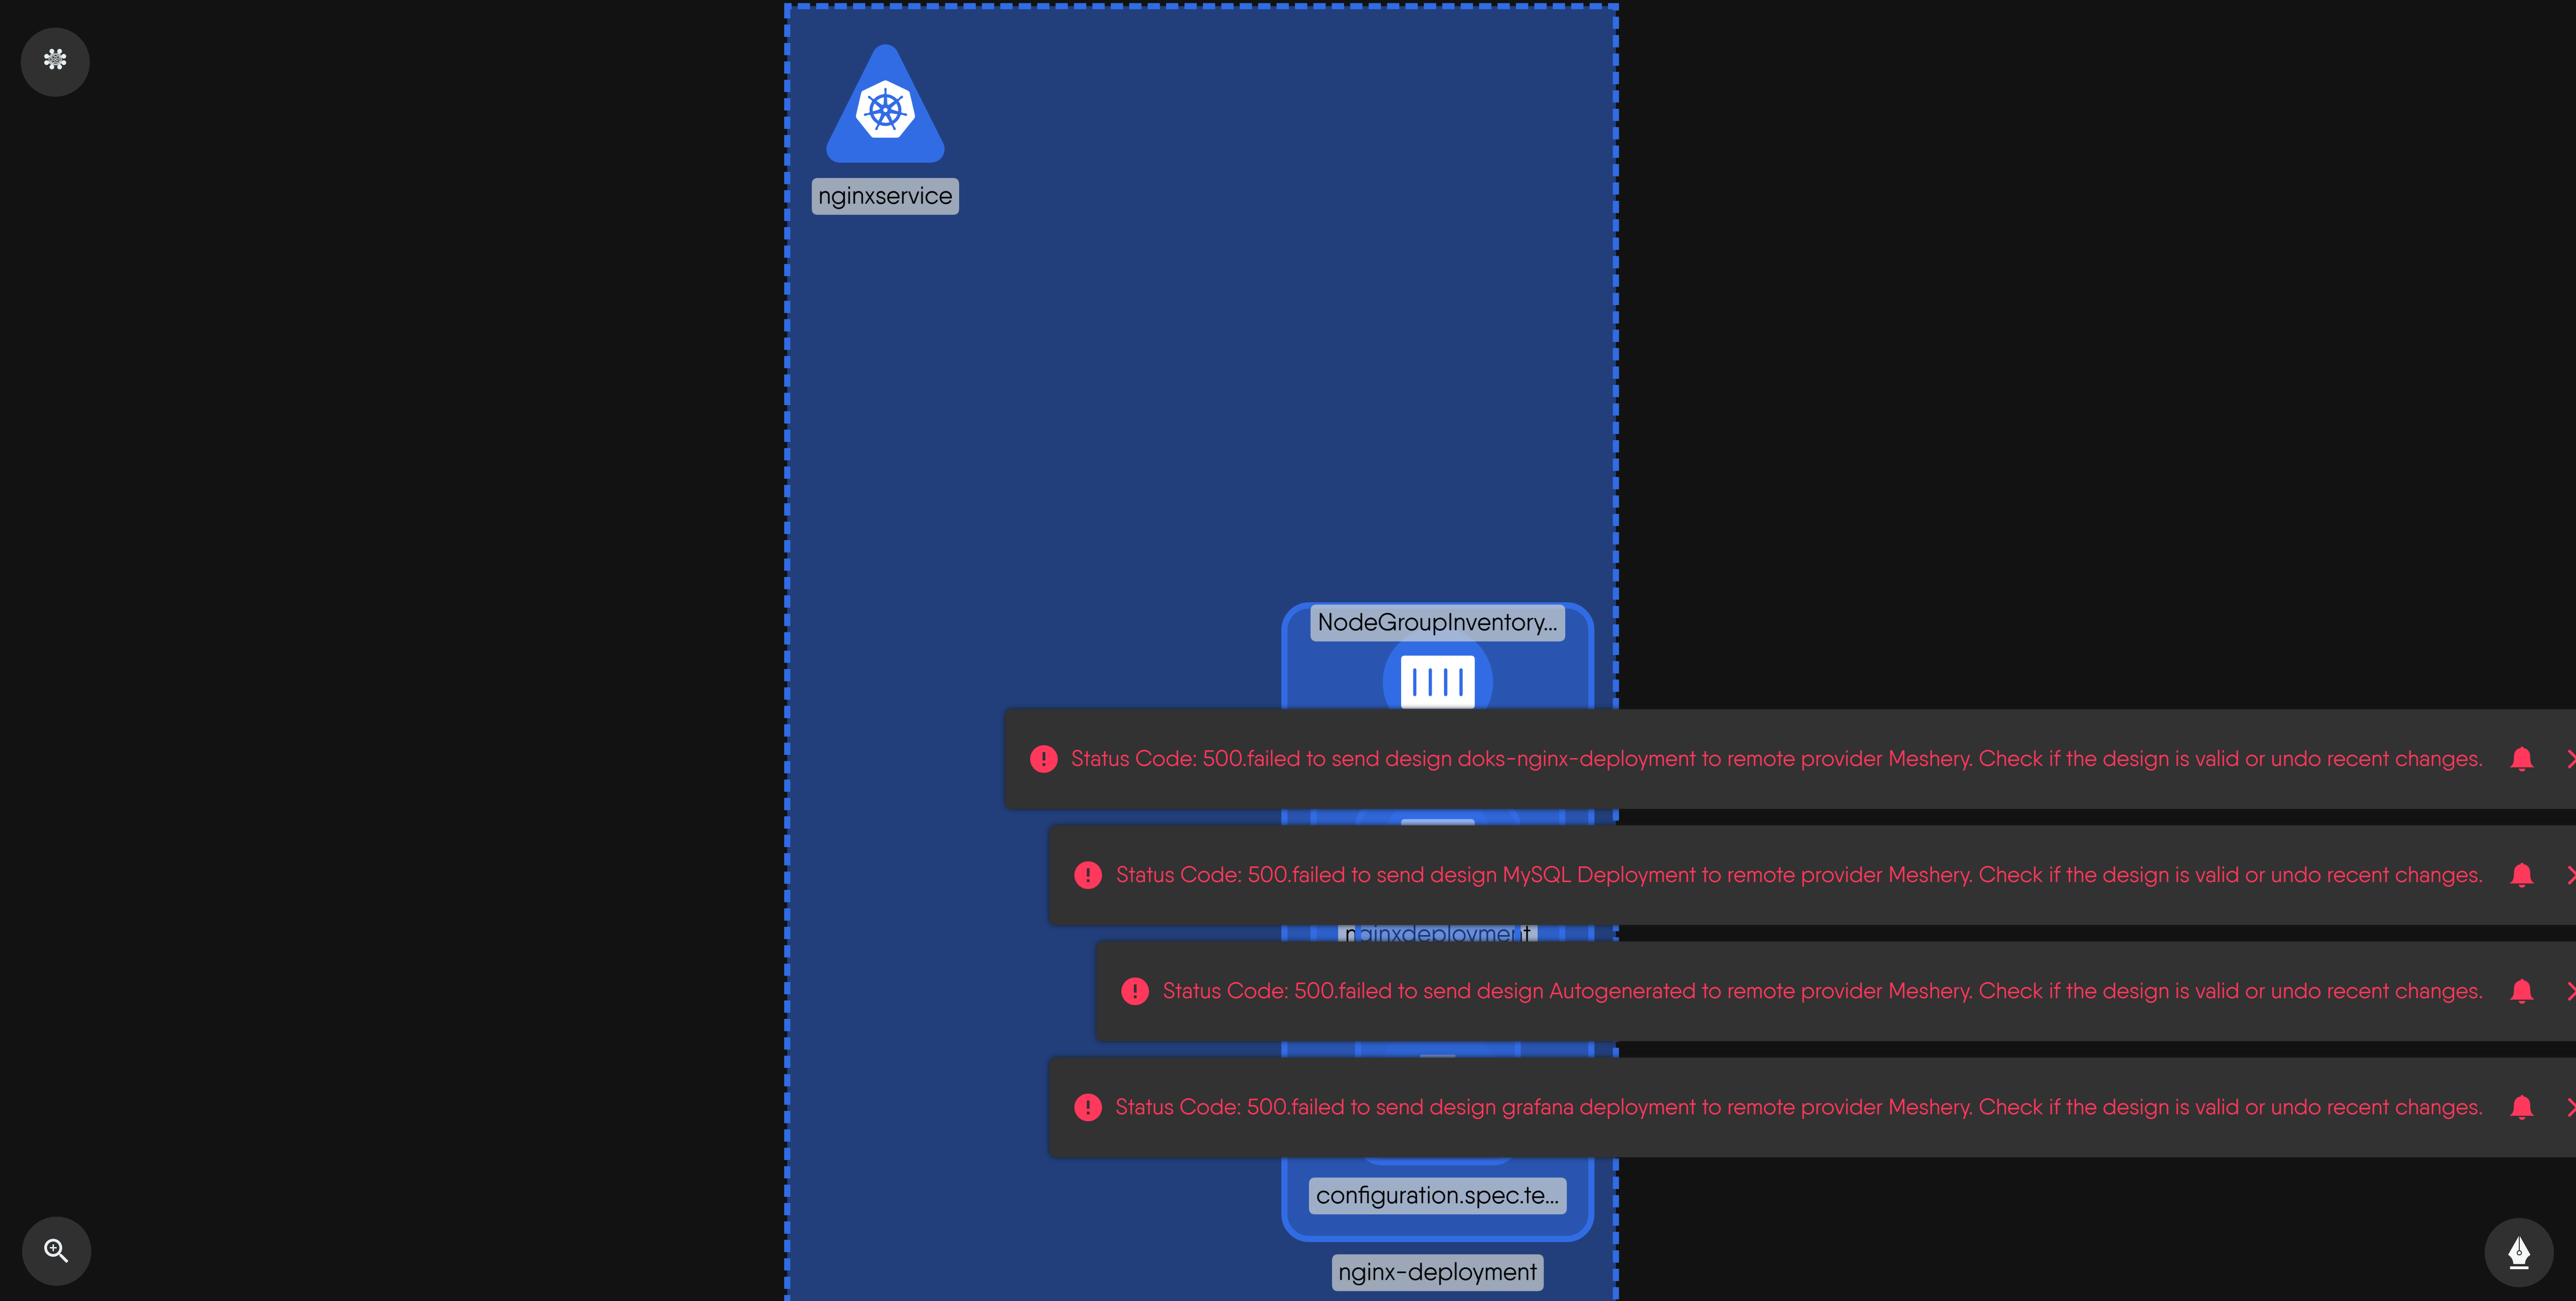 nginxservice
NodeGroupInventory...
Status Code: 500.failed to send design doks-nginx-deployment to remote provider Meshery. Check if the design is valid or undo recent changes.
Status Code: 500.failed to send design MySQL Deployment to remote provider Meshery. Check if the design is valid or undo recent changes.
nginxdeployment
Status Code: 500.failed to send design Autogenerated to remote provider Meshery. Check if the design is valid or undo recent changes.
Status Code: 500.failed to send design grafana deployment to remote provider Meshery. Check if the design is valid or undo recent changes.
configuration.spec.te...
nginx-deployment